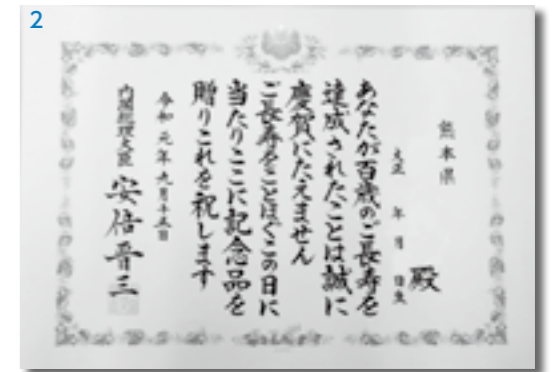 2
熊本県
殿
大正 年 月 日生
あなたが百歳のご長寿を
達成されたことは誠に
慶賀にたえません
ご長寿をことほぐこの日に
当たりここに記念品を
贈りこれを祝します
令和元年九月十五日
内閣総理大臣 安倍晋三